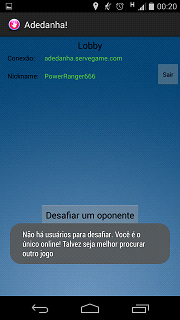 H 00:20
Adedanha!
Lobby
Conexão: adedanha.servegame.com
Nickname: PowerRanger666
Sair
Desafiar um oponente
Não há usuários para desafiar. Você é o
único online! Talvez seja melhor procurar
outro jogo